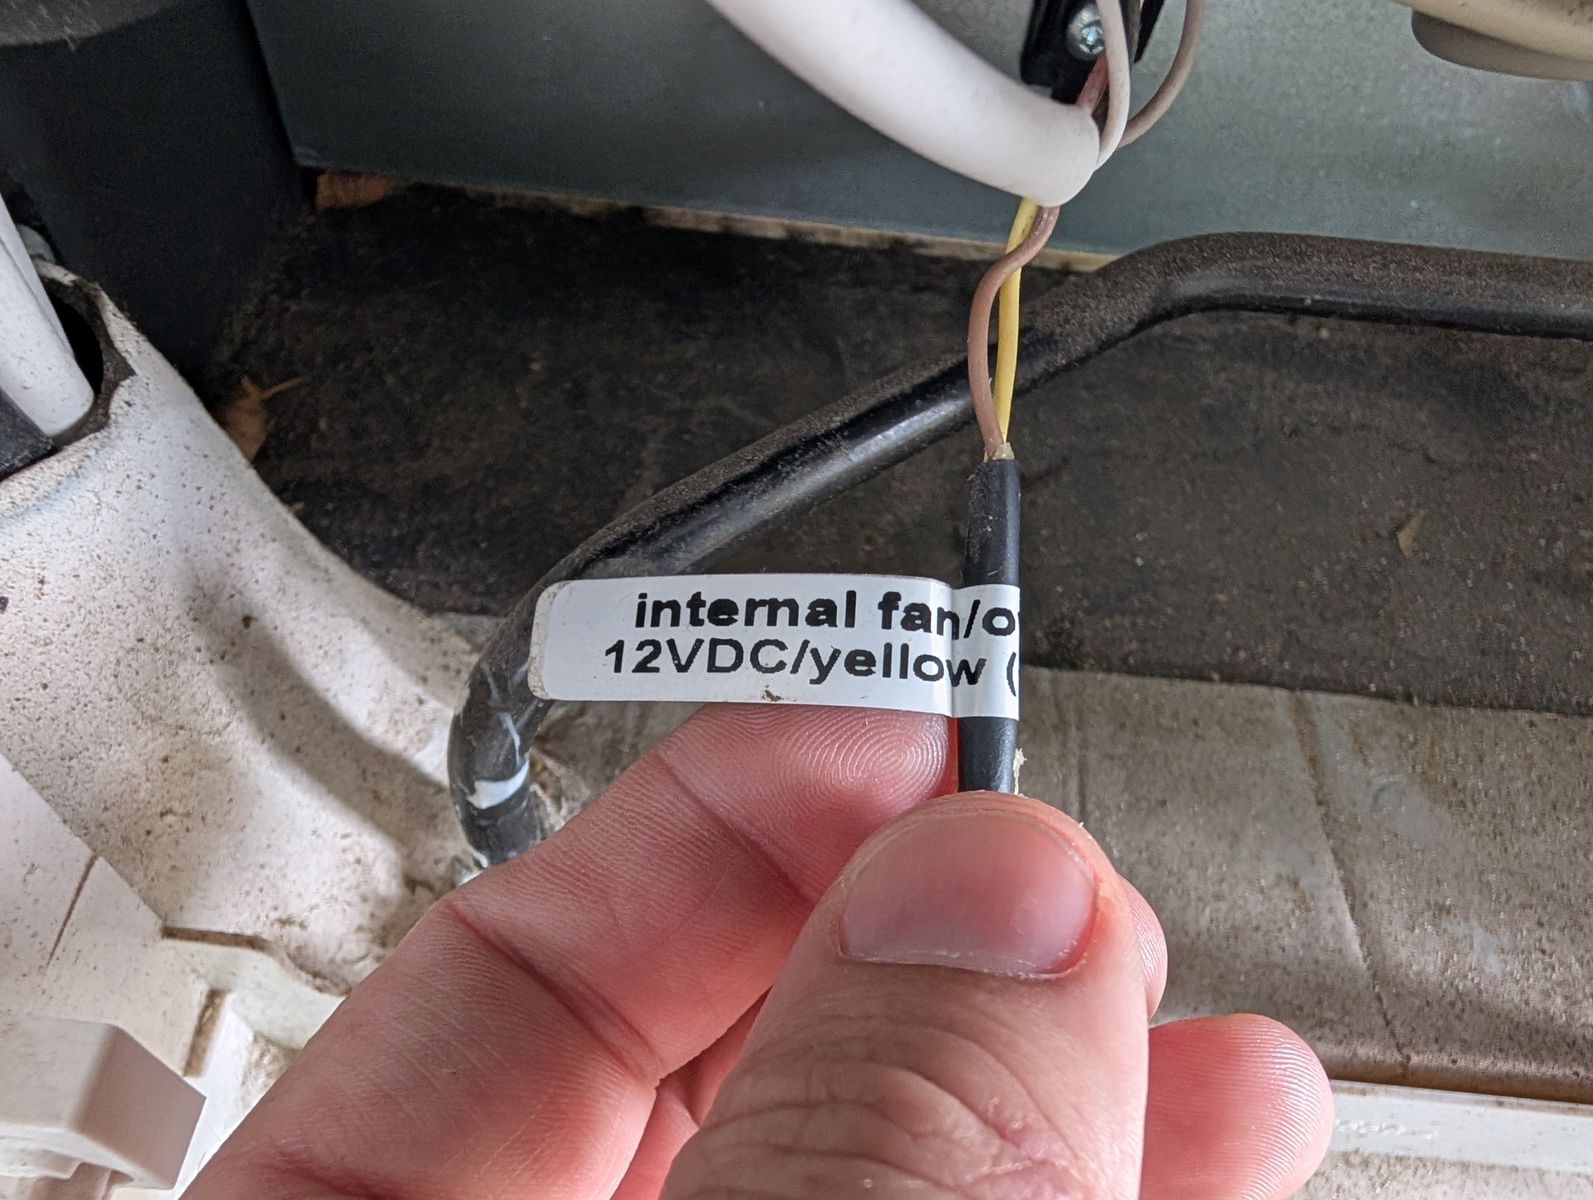 internal fan/o
12VDC/yellow (